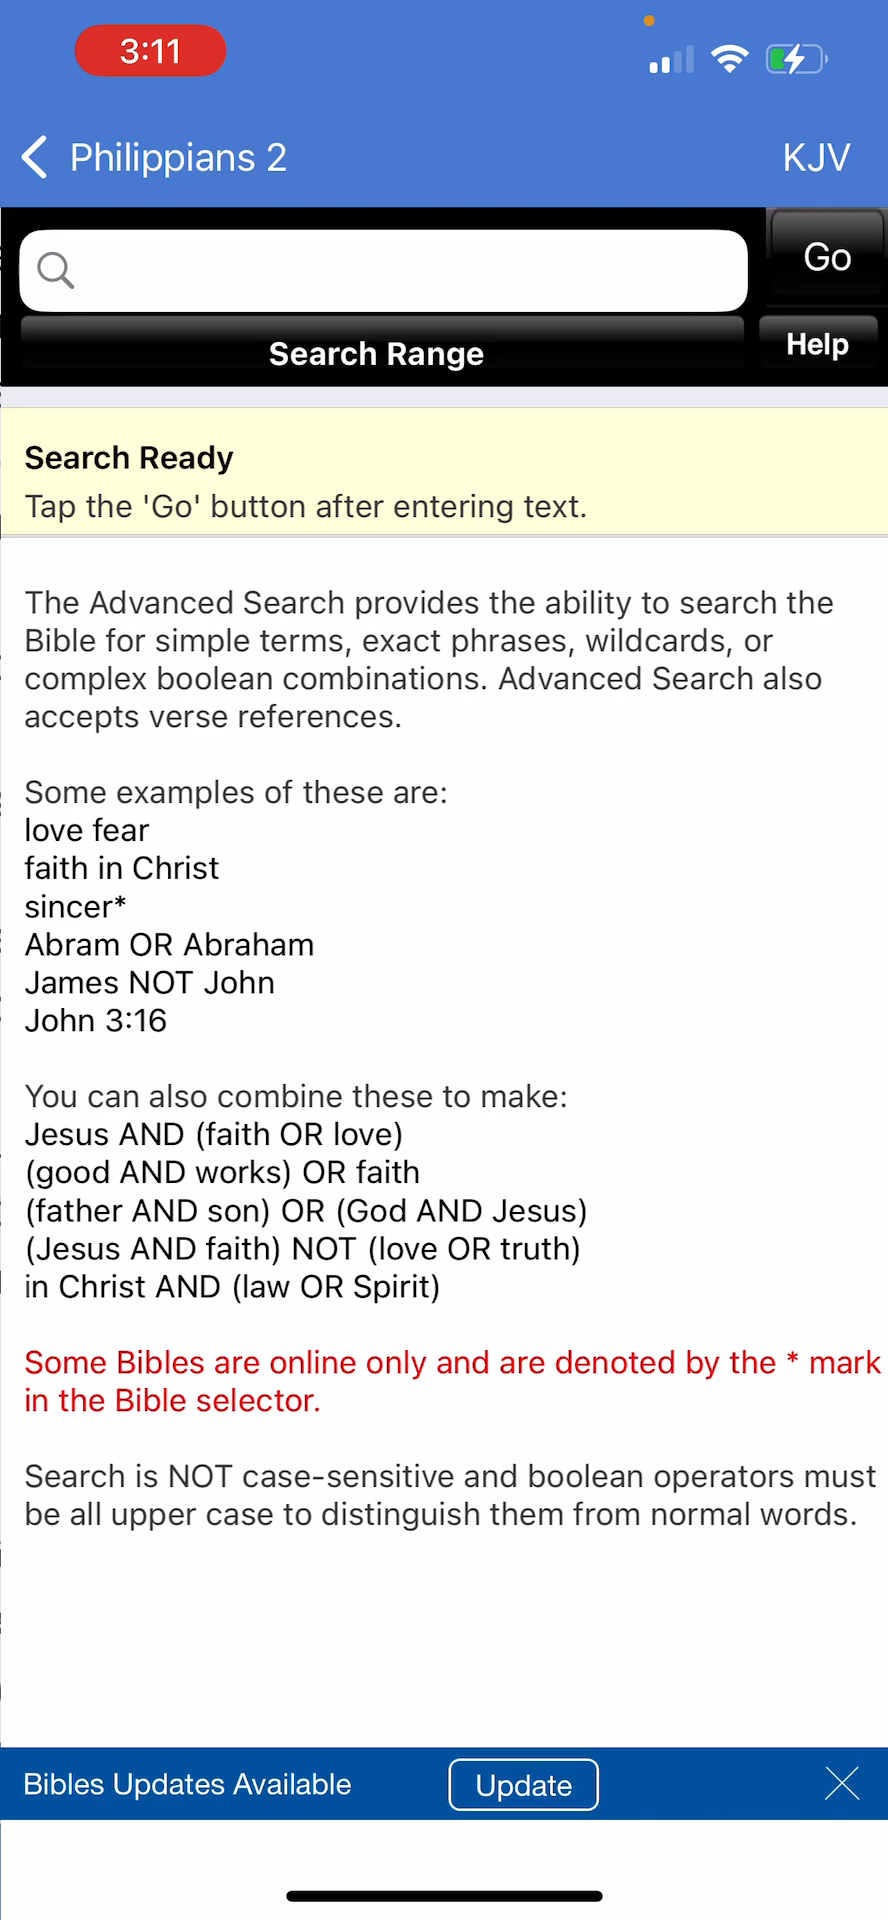 3:11
Philippians 2
KJV
Go
Search Range
Help
Search Ready
Tap the 'Go' button after entering text.
The Advanced Search provides the ability to search the
Bible for simple terms, exact phrases, wildcards, or
complex boolean combinations. Advanced Search also
accepts verse references.
Some examples of these are:
love fear
faith in Christ
sincer*
Abram OR Abraham
James NOT John
John 3:16
You can also combine these to make:
Jesus AND (faith OR love)
(good AND works) OR faith
(father AND son) OR (God AND Jesus)
(Jesus AND faith) NOT (love OR truth)
in Christ AND (law OR Spirit)
Some Bibles are online only and are denoted by the * mark
in the Bible selector.
Search is NOT case-sensitive and boolean operators must
be all upper case to distinguish them from normal words.
Bibles Updates Available
Update